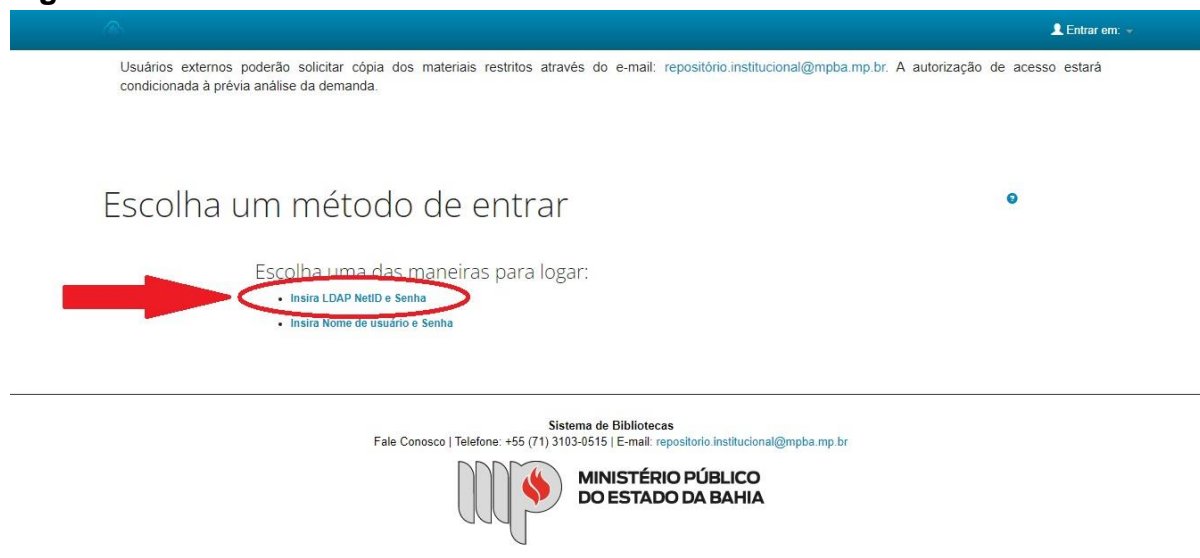 Entrar em:
Usuários externos poderão solicitar cópia dos materiais restritos através do e-mail: repositório.institucional@mpba.mp.br. A autorização de acesso estará
condicionada à prévia análise da demanda.
Escolha um método de entrar
Escolha uma das maneiras para logar:
Insira LDAP NetID e Senha
Insira Nome de usuário e Senha
Sistema de Bibliotecas
Fale Conosco | Telefone: +55 (71) 3103-0515 | E-mail: repositorio.institucional@mpba.mp.br
MINISTÉRIO PÚBLICO
DO ESTADO DA BAHIA